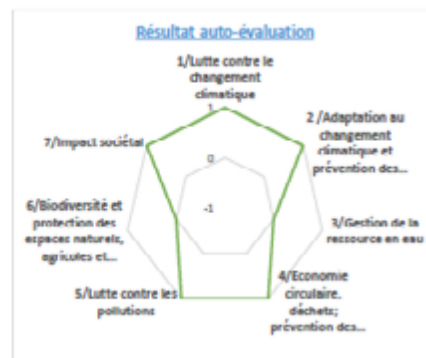 Résultat auto-évaluation
1/Lutte contre le
changement
climatique
1
2 /Adaptation au
changement
climatique et
prévention des...
7/Impact sociétal
0
6/Biodiversité et
protection des
espaces naturels,
agricoles et...
-1
3/Gestion de la
ressource en eau
5/Lutte contre les
pollutions
4/Economie
circulaire.
déchets;
prévention des...